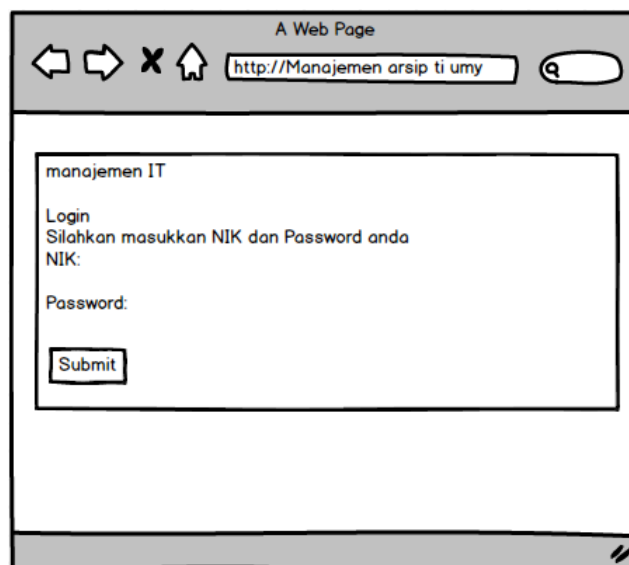 A Web Page
http://Manajemen arsip ti umy
manajemen IT
Login
Silahkan masukkan NIK dan Password anda
NIK:
Password:
Submit